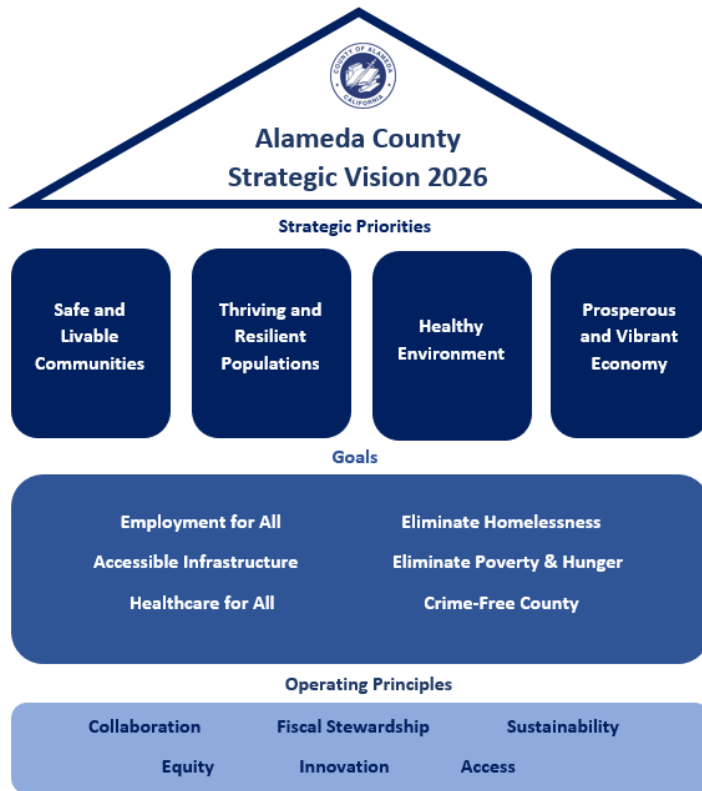 COUNTY OF ALAMEDA
CALIFORNIA
Alameda County
Strategic Vision 2026
Strategic Priorities
Safe and
Livable
Communities
Thriving and
Resilient
Populations
Healthy
Environment
Prosperous
and Vibrant
Economy
Goals
Employment for All
Eliminate Homelessness
Accessible Infrastructure
Eliminate Poverty & Hunger
Healthcare for All
Crime-Free County
Operating Principles
Collaboration Fiscal Stewardship Sustainability
Equity Innovation Access